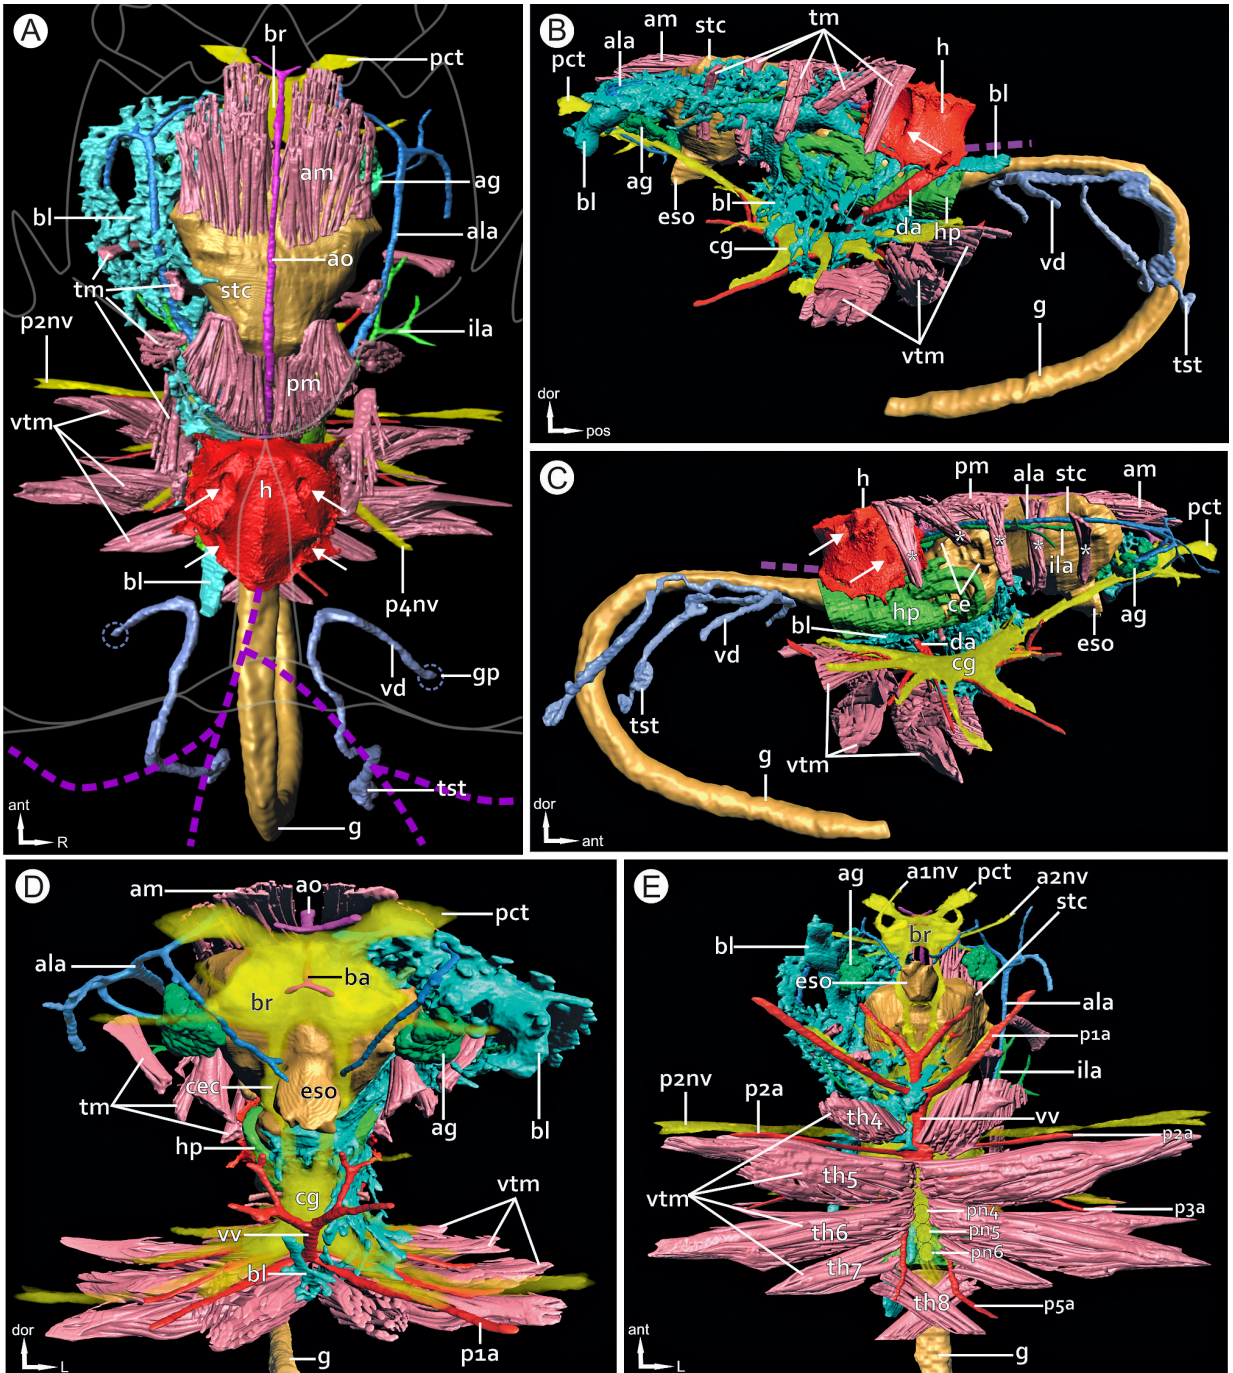 A
br
pct
am
ag
bl
ala
ao
stc
tm
p2nv
ila
pm
vtm
h
bl
p4nv
vd
gp
tst
g
ant
R
B
am
stc
tm
h
ala
pct
bl
bl
ag
eso
bl
da
hp
cg
vd
g
vtm
tst
dor
pos
C
h
pm
ala
stc
am
pct
* * * * *
ila
hp
ce
ag
bl
da
eso
vd
cg
tst
vtm
g
dor
ant
D
am
ao
pct
ala
ba
br
cec
eso
tm
ag
bl
hp
cg
vtm
vv
bl
p1a
g
dor
L
E
a1nv
pct
a2nv
ag
stc
br
bl
eso
ala
p1a
p2nv
p2a
ila
th4
vv
p2a
th5
vtm
pn4
p3a
th6
pn5
pn6
th7
th8
p5a
g
ant
L